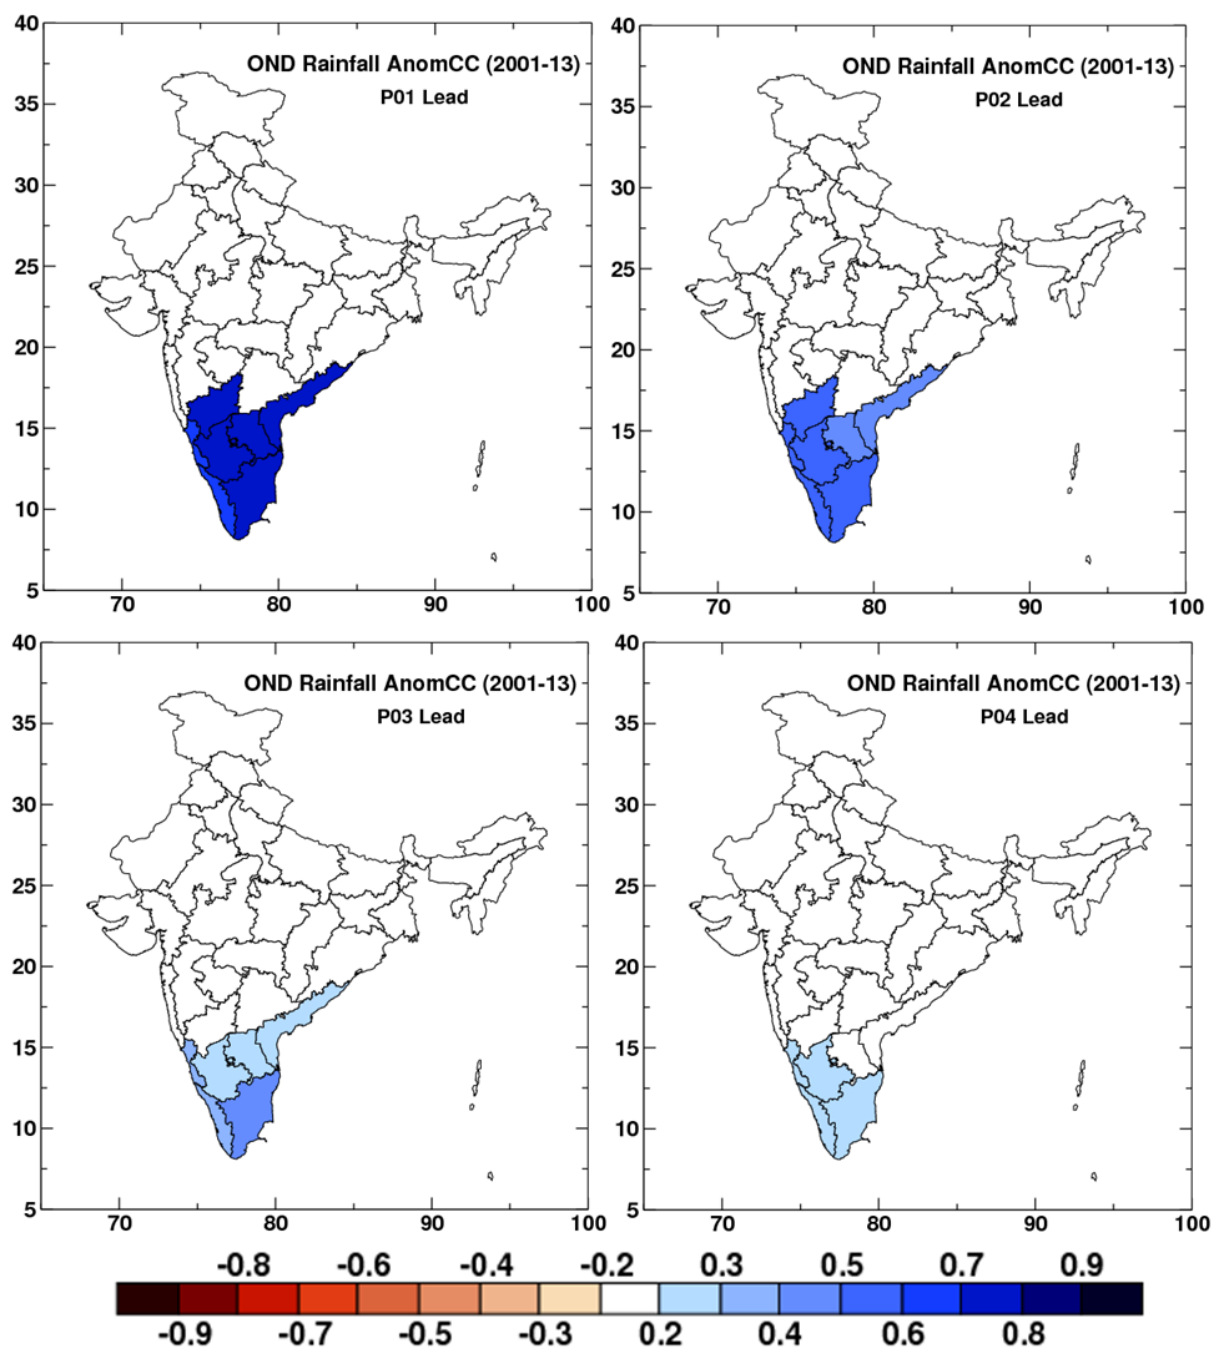 OND Rainfall AnomCC (2001-13)
P01 Lead
40
35
30
25
20
15
10
5
70 80 90 100
OND Rainfall AnomCC (2001-13)
P02 Lead
40
35
30
25
20
15
10
5
70 80 90 100
OND Rainfall AnomCC (2001-13)
P03 Lead
40
35
30
25
20
15
10
5
70 80 90 100
OND Rainfall AnomCC (2001-13)
P04 Lead
40
35
30
25
20
15
10
5
70 80 90 100
-0.8 -0.6 -0.4 -0.2 0.3 0.5 0.7 0.9
-0.9 -0.7 -0.5 -0.3 0.2 0.4 0.6 0.8